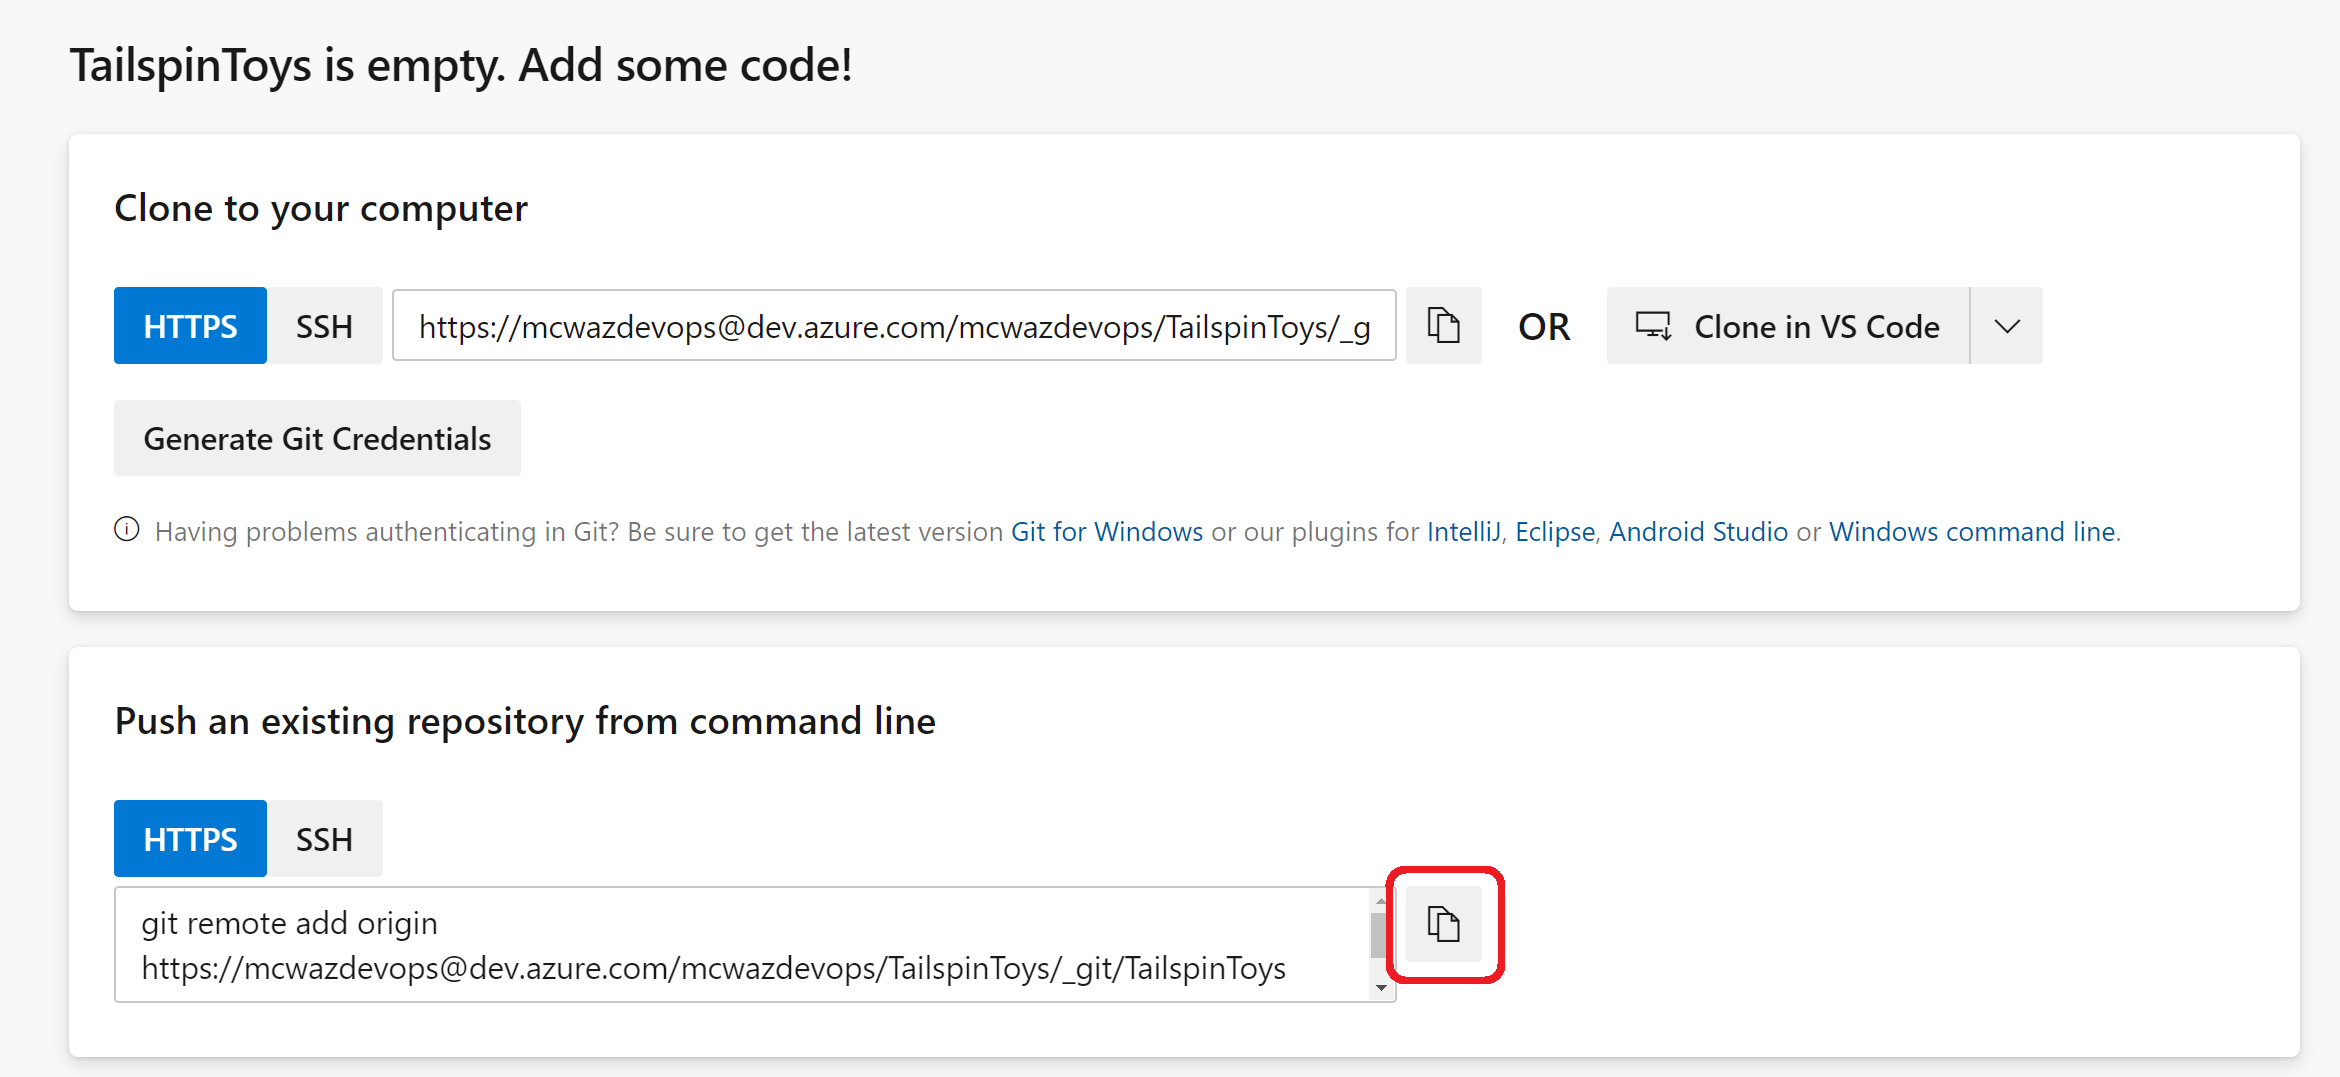 TailspinToys is empty. Add some code!
Clone to your computer
HTTPS SSH https://mcwazdevops@dev.azure.com/mcwazdevops/TailspinToys/_g OR Clone in VS Code
Generate Git Credentials
Having problems authenticating in Git? Be sure to get the latest version Git for Windows or our plugins for IntelliJ, Eclipse, Android Studio or Windows command line.
Push an existing repository from command line
HTTPS SSH
git remote add origin
https://mcwazdevops@dev.azure.com/mcwazdevops/TailspinToys/_git/TailspinToys